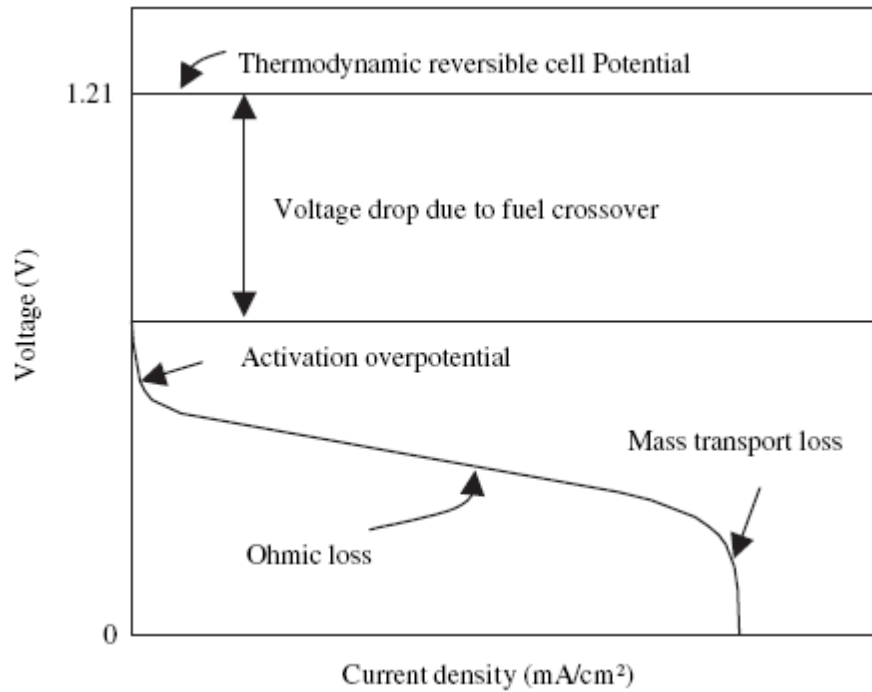 Thermodynamic reversible cell Potential
1.21
Voltage drop due to fuel crossover
Voltage (V)
Activation overpotential
Mass transport loss
Ohmic loss
0
Current density (mA/cm²)